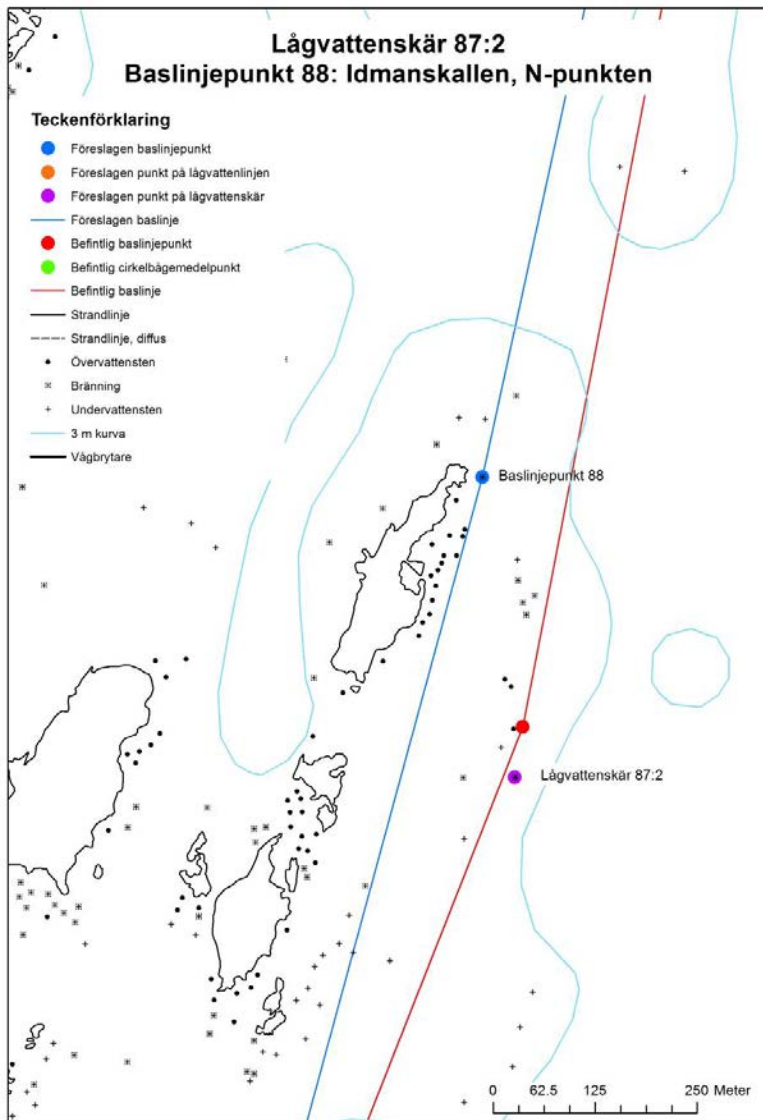 Lågvattenskär 87:2
Baslinjepunkt 88: Idmanskallen, N-punkten
Teckenförklaring
Föreslagen baslinjepunkt
Föreslagen punkt på lågvattenlinjen
Föreslagen punkt på lågvattenskär
Föreslagen baslinje
Befintlig baslinjepunkt
Befintlig cirkelbågemedelpunkt
Befintlig baslinje
Strandlinje
Strandlinje, diffus
Övervattensten
Bränning
Undervattensten
3 m kurva
Vågbrytare
Baslinjepunkt 88
Lågvattenskär 87:2
0 62.5 125 250 Meter